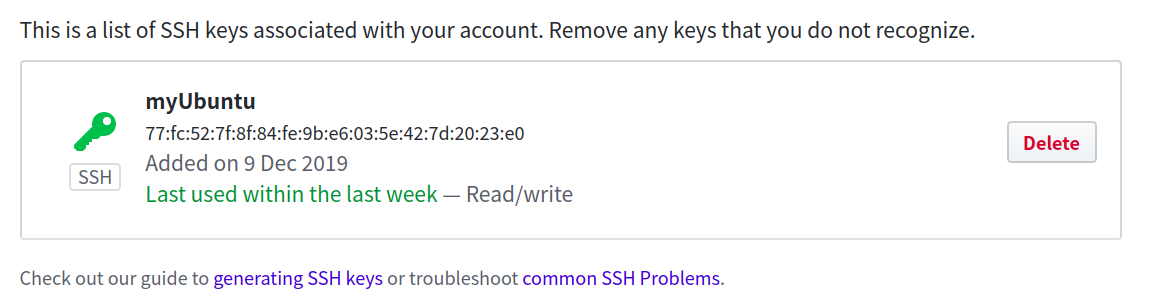 This is a list of SSH keys associated with your account. Remove any keys that you do not recognize.
myUbuntu
77:fc:52:7f:8f:84:fe:9b:e6:03:5e:42:7d:20:23:e0
Added on 9 Dec 2019
SSH
Last used within the last week — Read/write
Delete
Check out our guide to generating SSH keys or troubleshoot common SSH Problems.